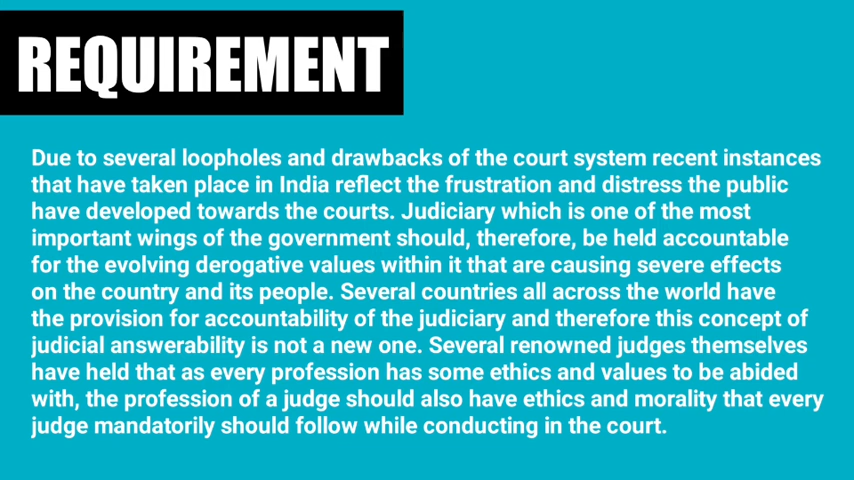 REQUIREMENT
Due to several loopholes and drawbacks of the court system recent instances
that have taken place in India reflect the frustration and distress the public
have developed towards the courts. Judiciary which is one of the most
important wings of the government should, therefore, be held accountable
for the evolving derogative values within it that are causing severe effects
on the country and its people. Several countries all across the world have
the provision for accountability of the judiciary and therefore this concept of
judicial answerability is not a new one. Several renowned judges themselves
have held that as every profession has some ethics and values to be abided
with, the profession of a judge should also have ethics and morality that every
judge mandatorily should follow while conducting in the court.